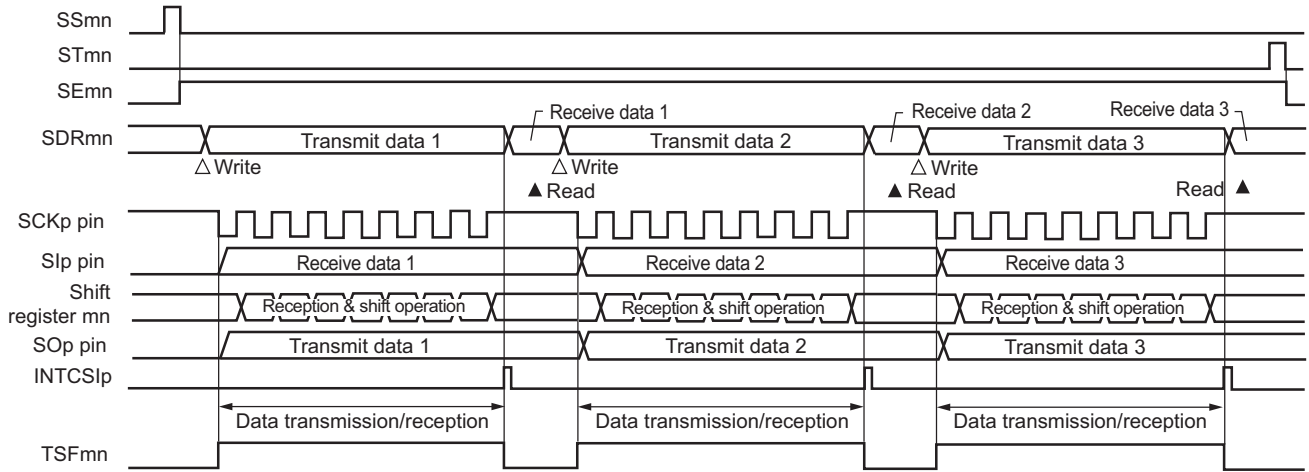 SSmn
STmn
SEmn
Receive data 1
Receive data 2
Receive data 3
SDRmn
Transmit data 1
Transmit data 2
Transmit data 3
△ Write
△ Write
△ Write
▲ Read
▲ Read
Read ▲
SCKp pin
SIp pin
Receive data 1
Receive data 2
Receive data 3
Shift
register mn
Reception & shift operation
Reception & shift operation
Reception & shift operation
SOp pin
Transmit data 1
Transmit data 2
Transmit data 3
INTCSIp
Data transmission/reception
Data transmission/reception
Data transmission/reception
TSFmn